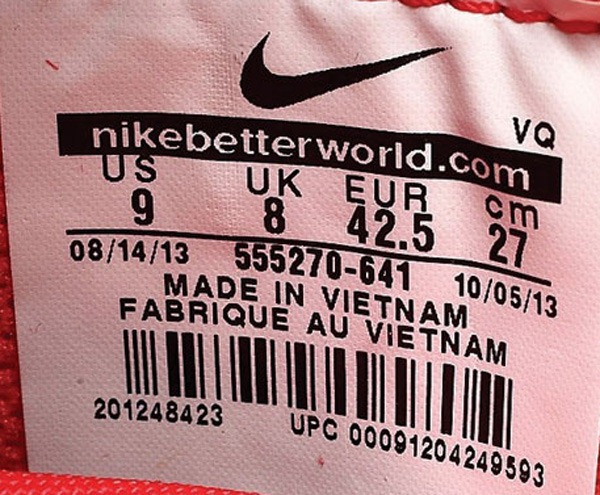 VQ
nikebetterworld.com
US UK EUR cm
9 8 42.5 27
08/14/13 555270-641 10/05/13
MADE IN VIETNAM
FABRIQUE AU VIETNAM
201248423 UPC 00091204249593